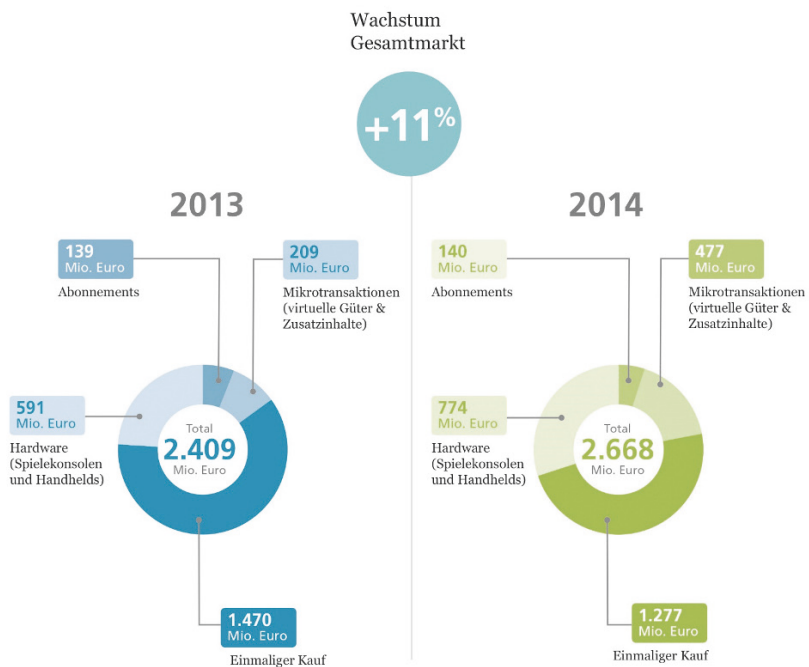 Wachstum
Gesamtmarkt
+11%
2013
139
Mio. Euro
Abonnements
209
Mio. Euro
Mikrotransaktionen
(virtuelle Güter &
Zusatzinhalte)
591
Mio. Euro
Hardware
(Spielekonsolen
und Handhelds)
Total
2.409
Mio. Euro
1.470
Mio. Euro
Einmaliger Kauf
2014
140
Mio. Euro
Abonnements
477
Mio. Euro
Mikrotransaktionen
(virtuelle Güter &
Zusatzinhalte)
774
Mio. Euro
Hardware
(Spielekonsolen
und Handhelds)
Total
2.668
Mio. Euro
1.277
Mio. Euro
Einmaliger Kauf